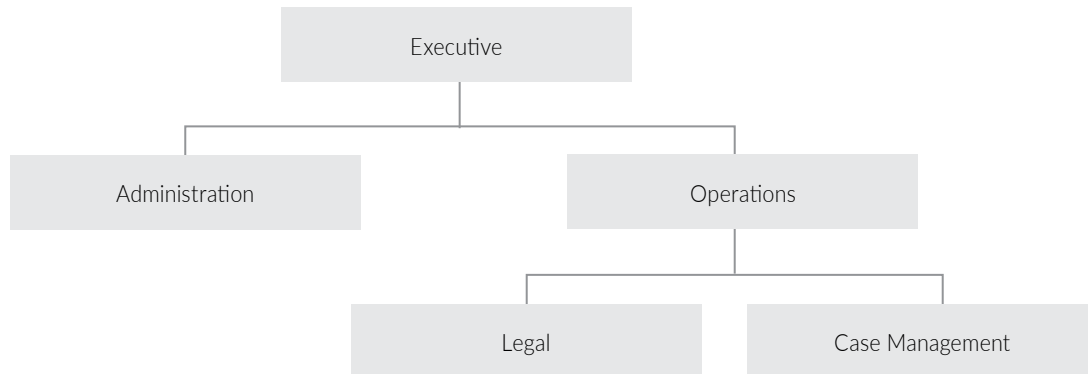 Executive
Administration
Operations
Legal
Case Management